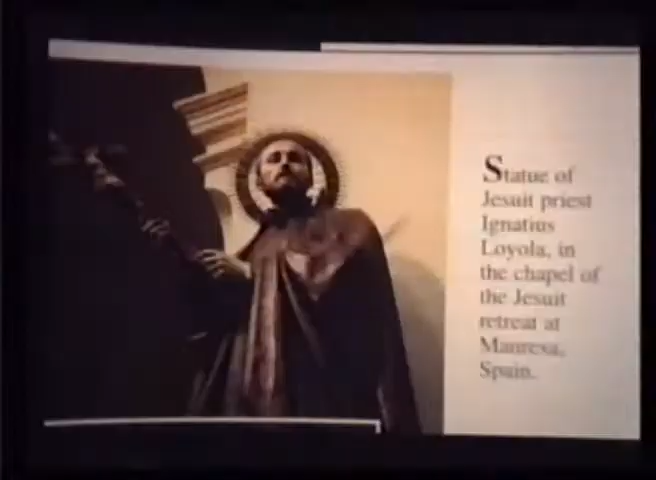 Statue of
Jesuit priest
Ignatius
Loyola, in
the chapel of
the Jesuit
retreat at
Manresa,
Spain.